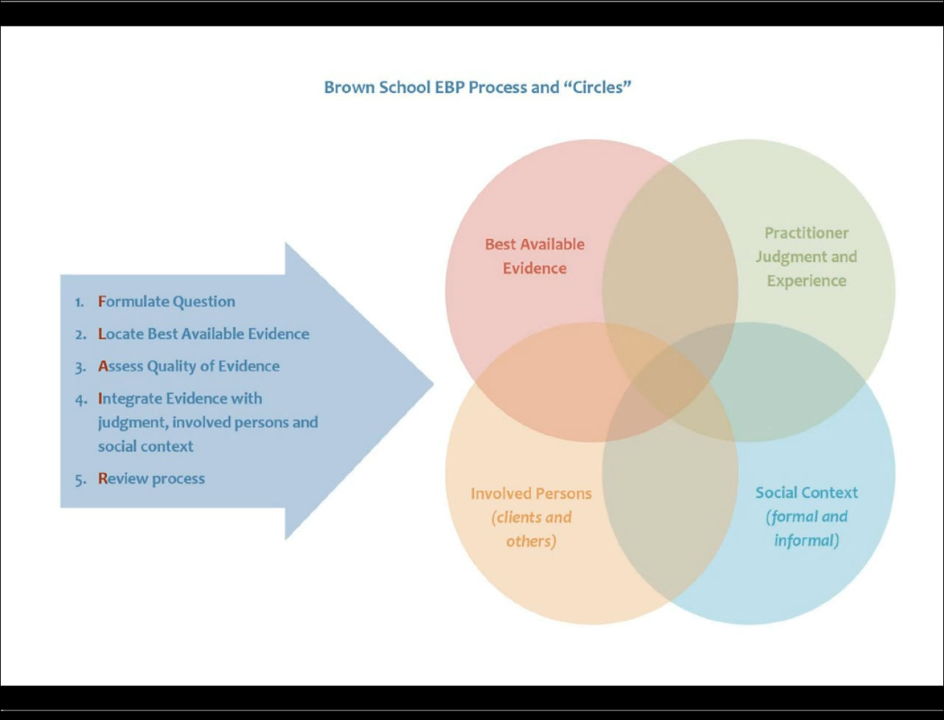 Brown School EBP Process and “Circles”
1. Formulate Question
2. Locate Best Available Evidence
3. Assess Quality of Evidence
4. Integrate Evidence with
judgment, involved persons and
social context
5. Review process
Best Available
Evidence
Practitioner
Judgment and
Experience
Involved Persons
(clients and
others)
Social Context
(formal and
informal)